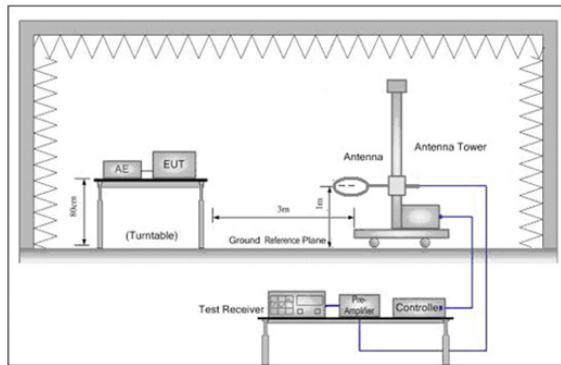 AE
EUT
Antenna
Antenna Tower
80cm
(Turntable)
3m
1m
Ground Reference Plane
Test Receiver
Pre-
Amplifier
Controller